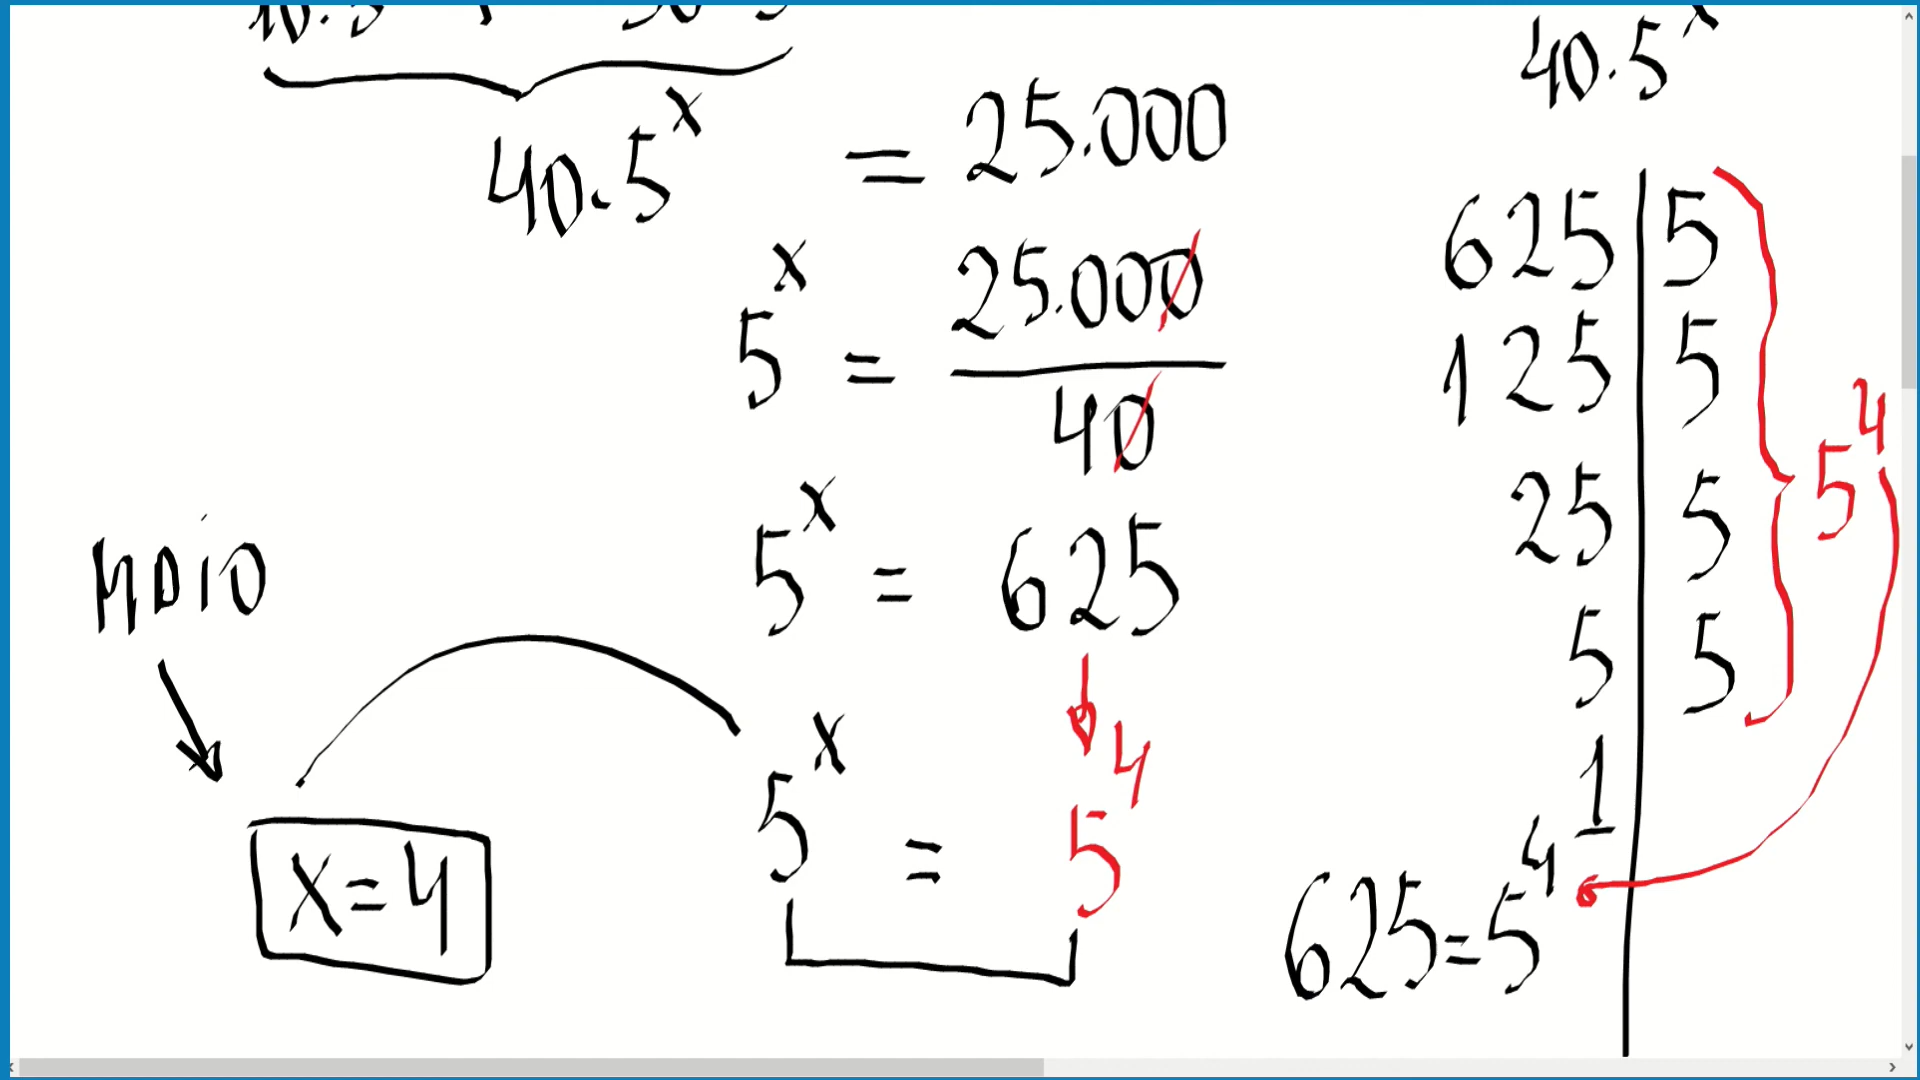 40.5^x = 25.000
5^x = 25.000 / 40
5^x = 625
5^x = 5^4
MAIO
x=4
40.5^x
625 | 5
125 | 5
25 | 5
5 | 5
1
5^4
625=5^4